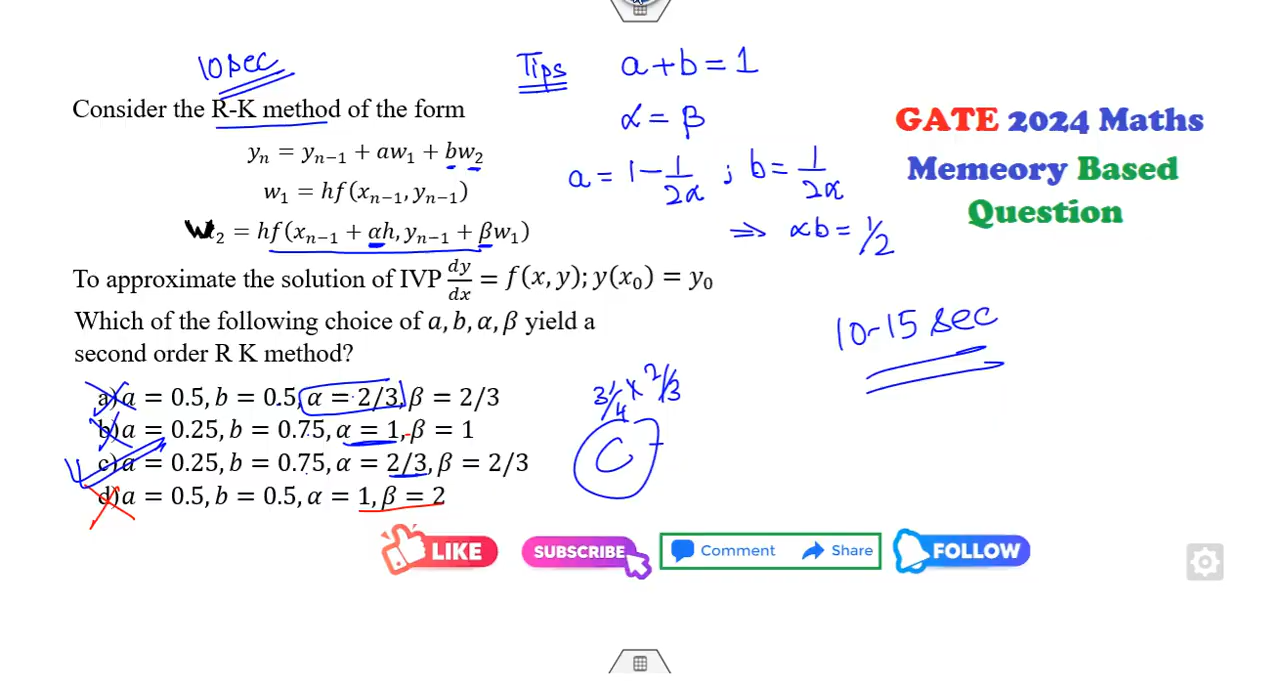 10 sec
Tips a + b = 1
Consider the R-K method of the form
α = β
GATE 2024 Maths
Memeory Based
Question
yₙ = yₙ₋₁ + aw₁ + bw₂
a = 1 - 1/2α ; b = 1/2α
w₁ = hf(xₙ₋₁, yₙ₋₁)
w₂ = hf(xₙ₋₁ + αh, yₙ₋₁ + βw₁)
⇒ αb = 1/2
To approximate the solution of IVP dy/dx = f(x, y); y(x₀) = y₀
Which of the following choice of a, b, α, β yield a
second order R K method?
10-15 sec
a) a = 0.5, b = 0.5, α = 2/3, β = 2/3
b) a = 0.25, b = 0.75, α = 1, β = 1
c) a = 0.25, b = 0.75, α = 2/3, β = 2/3
d) a = 0.5, b = 0.5, α = 1, β = 2
3/4 × 2/3
C
LIKE
SUBSCRIBE
Comment Share
FOLLOW